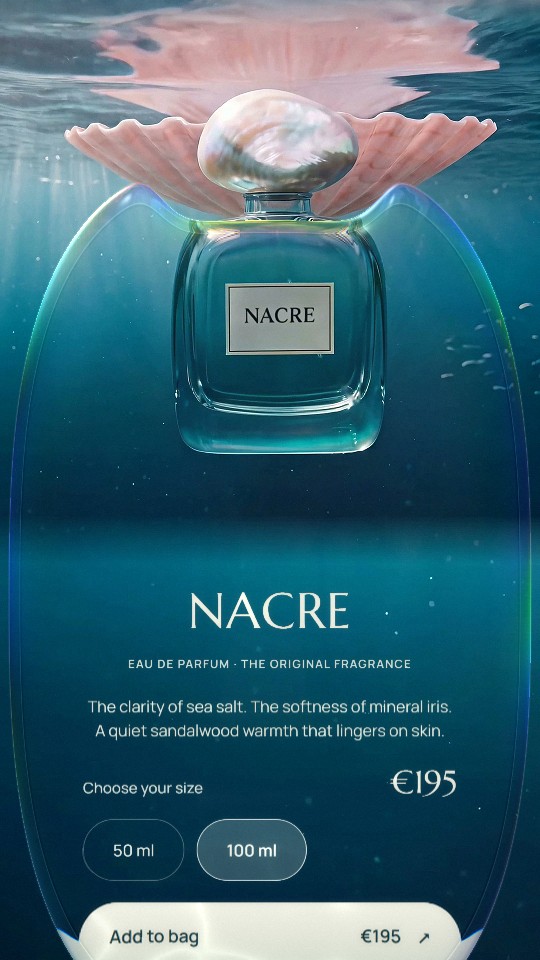 NACRE
NACRE
EAU DE PARFUM · THE ORIGINAL FRAGRANCE
The clarity of sea salt. The softness of mineral iris.
A quiet sandalwood warmth that lingers on skin.
Choose your size
€195
50 ml
100 ml
Add to bag
€195 ↗